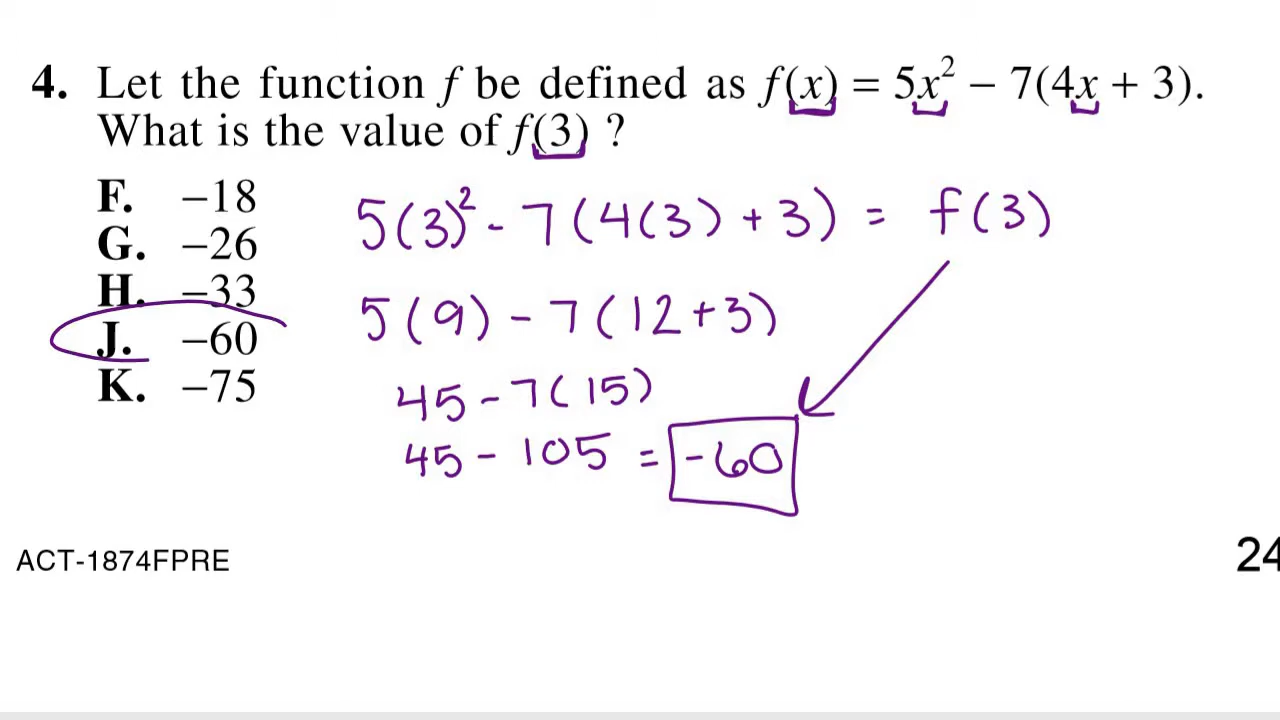 4. Let the function f be defined as f(x) = 5x² − 7(4x + 3).
What is the value of f(3) ?
F. −18
G. −26
H. −33
J. −60
K. −75
5(3)² - 7(4(3) + 3) = f(3)
5(9) - 7(12+3)
45 - 7(15)
45 - 105 = -60
ACT-1874FPRE
24